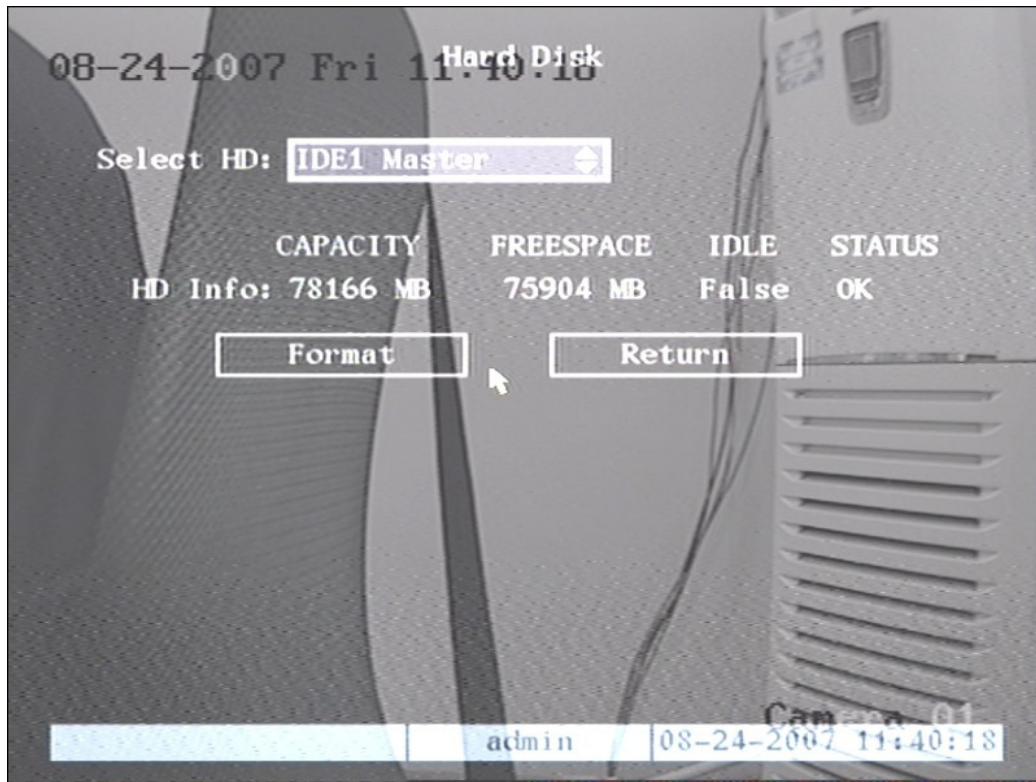 Hard Disk
08-24-2007 Fri 11:40:18
Select HD: IDE1 Master
CAPACITY FREESPACE IDLE STATUS
HD Info: 78166 MB 75904 MB False OK
Format Return
Camera 01
admin 08-24-2007 11:40:18